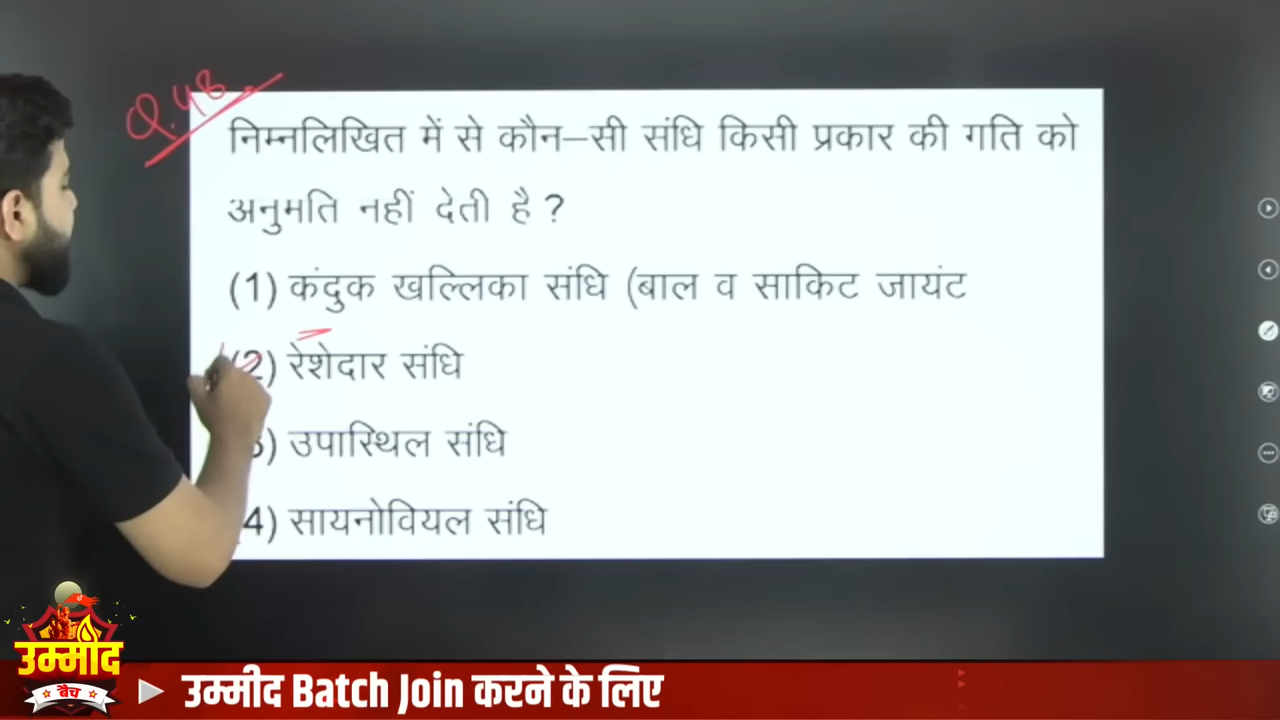 Q.48.
निम्नलिखित में से कौन–सी संधि किसी प्रकार की गति को
अनुमति नहीं देती है ?
(1) कंदुक खल्लिका संधि (बाल व साकिट जायंट
(2) रेशेदार संधि
3) उपास्थिल संधि
4) सायनोवियल संधि
उम्मीद
बैच
उम्मीद Batch Join करने के लिए